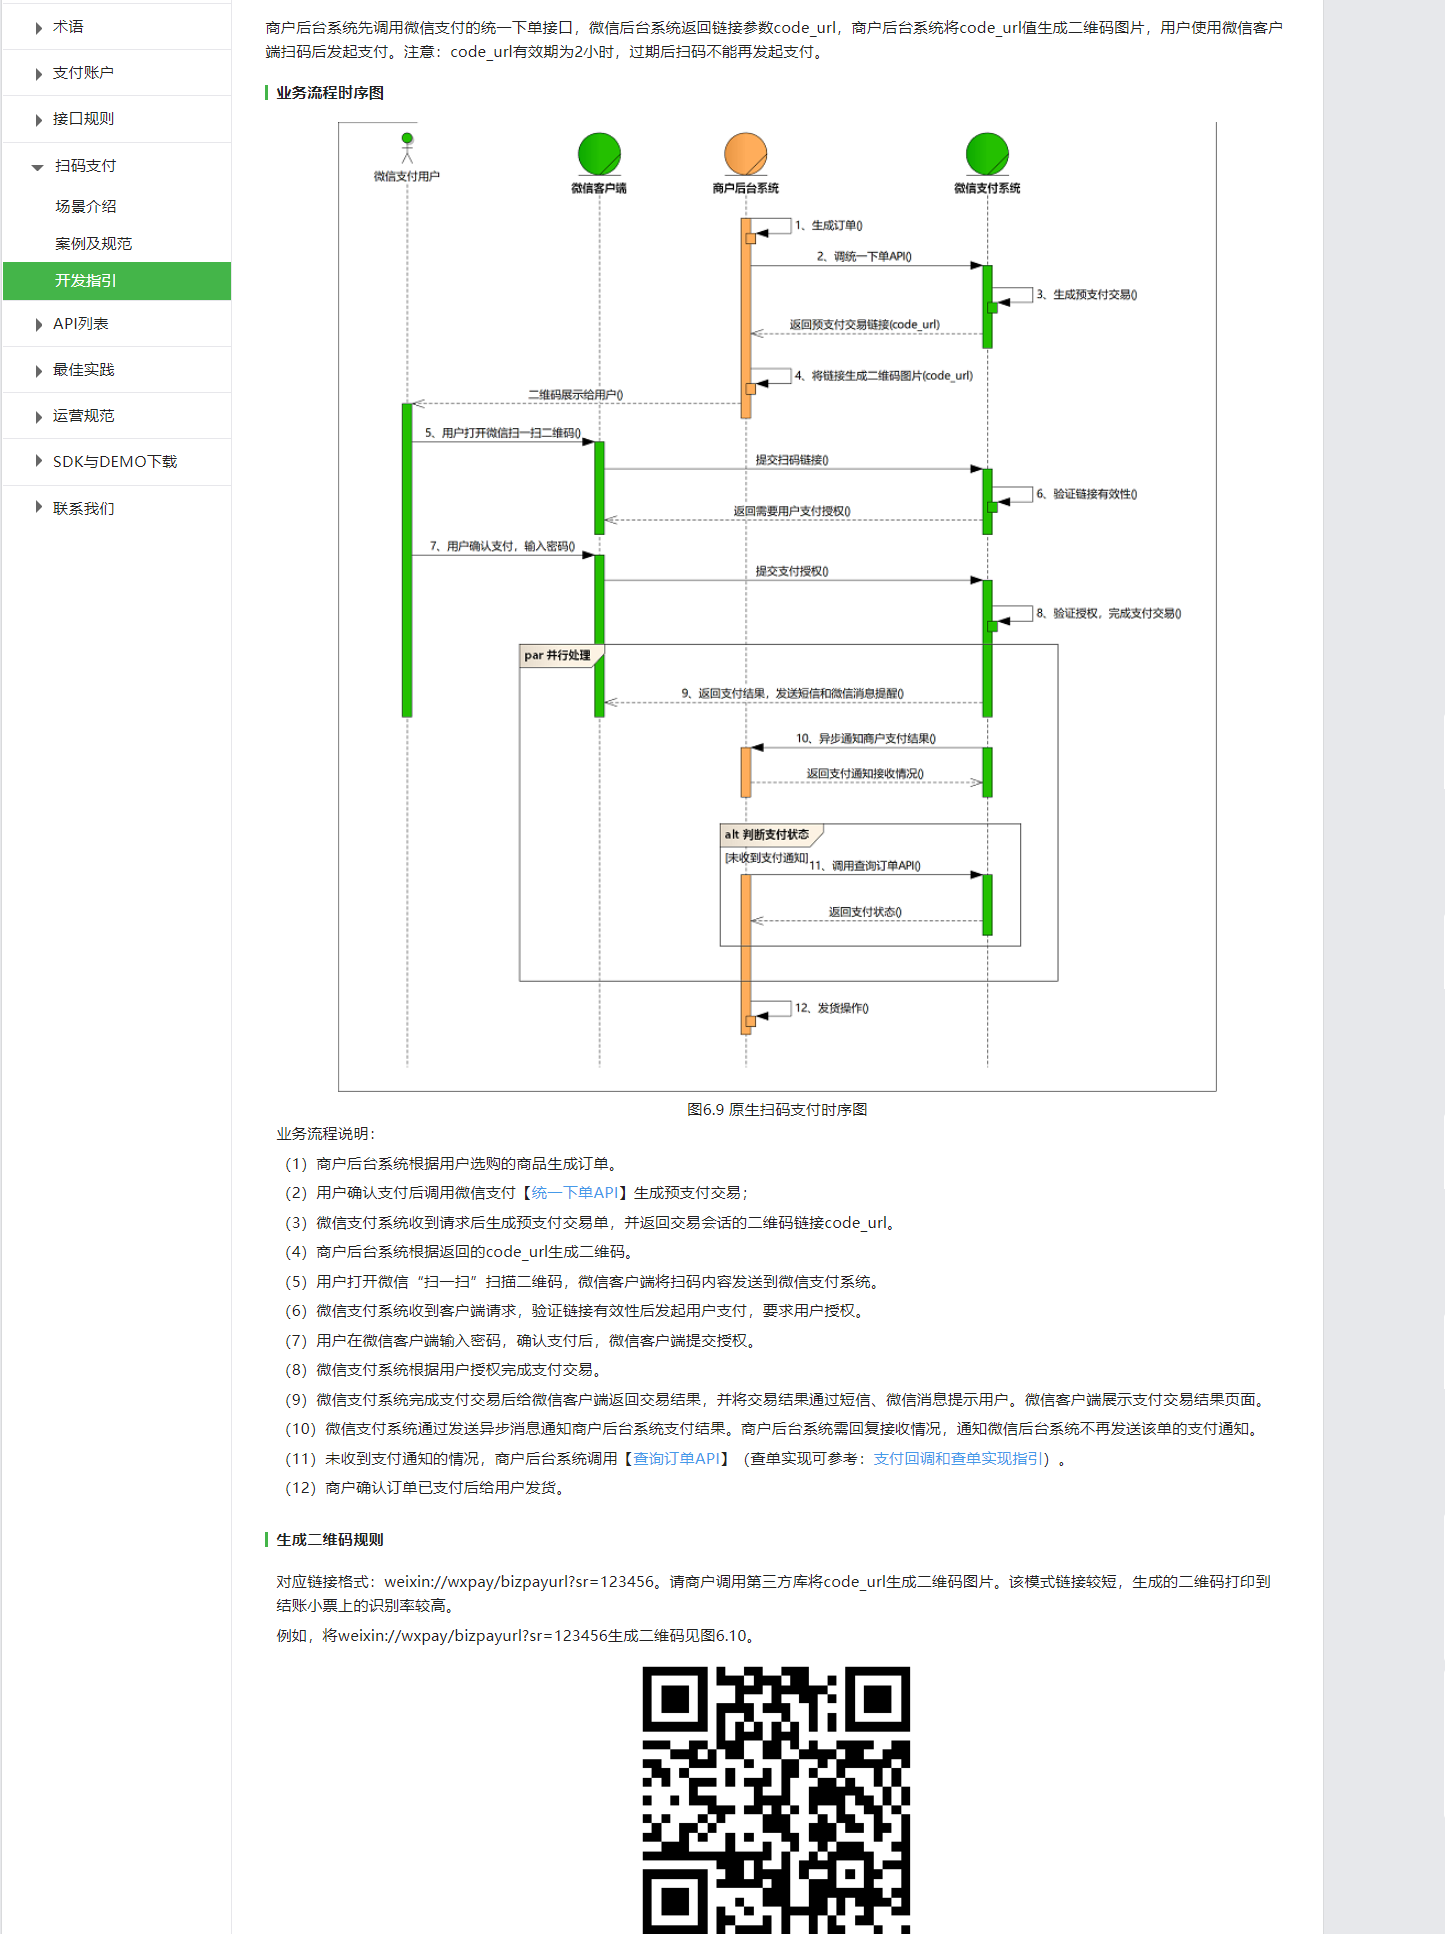 术语
支付账户
接口规则
扫码支付
场景介绍
案例及规范
开发指引
API列表
最佳实践
运营规范
SDK与DEMO下载
联系我们
商户后台系统先调用微信支付的统一下单接口，微信后台系统返回链接参数code_url，商户后台系统将code_url值生成二维码图片，用户使用微信客户
端扫码后发起支付。注意：code_url有效期为2小时，过期后扫码不能再发起支付。
业务流程时序图
微信支付用户
微信客户端
商户后台系统
微信支付系统
1、生成订单()
2、调统一下单API()
3、生成预支付交易()
返回预支付交易链接(code_url)
4、将链接生成二维码图片(code_url)
二维码展示给用户()
5、用户打开微信扫一扫二维码()
提交扫码链接()
6、验证链接有效性()
返回需要用户支付授权()
7、用户确认支付，输入密码()
提交支付授权()
8、验证授权，完成支付交易()
par 并行处理
9、返回支付结果，发送短信和微信消息提醒()
10、异步通知商户支付结果()
返回支付通知接收情况()
alt 判断支付状态
[未收到支付通知]
11、调用查询订单API()
返回支付状态()
12、发货操作()
图6.9 原生扫码支付时序图
业务流程说明：
（1）商户后台系统根据用户选购的商品生成订单。
（2）用户确认支付后调用微信支付【统一下单API】生成预支付交易；
（3）微信支付系统收到请求后生成预支付交易单，并返回交易会话的二维码链接code_url。
（4）商户后台系统根据返回的code_url生成二维码。
（5）用户打开微信“扫一扫”扫描二维码，微信客户端将扫码内容发送到微信支付系统。
（6）微信支付系统收到客户端请求，验证链接有效性后发起用户支付，要求用户授权。
（7）用户在微信客户端输入密码，确认支付后，微信客户端提交授权。
（8）微信支付系统根据用户授权完成支付交易。
（9）微信支付系统完成支付交易后给微信客户端返回交易结果，并将交易结果通过短信、微信消息提示用户。微信客户端展示支付交易结果页面。
（10）微信支付系统通过发送异步消息通知商户后台系统支付结果。商户后台系统需回复接收情况，通知微信后台系统不再发送该单的支付通知。
（11）未收到支付通知的情况，商户后台系统调用【查询订单API】（查单实现可参考：支付回调和查单实现指引）。
（12）商户确认订单已支付后给用户发货。
生成二维码规则
对应链接格式：weixin://wxpay/bizpayurl?sr=123456。请商户调用第三方库将code_url生成二维码图片。该模式链接较短，生成的二维码打印到
结账小票上的识别率较高。
例如，将weixin://wxpay/bizpayurl?sr=123456生成二维码见图6.10。